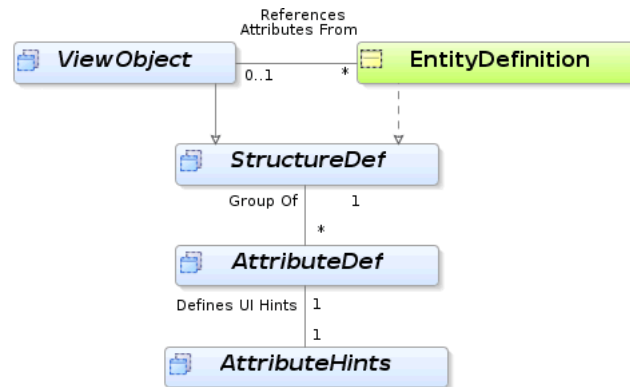 References
Attributes From
ViewObject
EntityDefinition
0..1
*
StructureDef
Group Of
1
*
AttributeDef
Defines UI Hints
1
1
AttributeHints